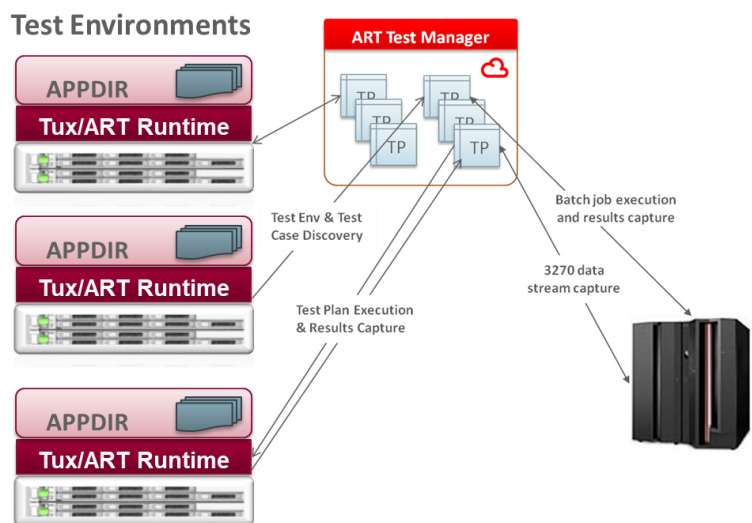 Test Environments
ART Test Manager
APPDIR
Tux/ART Runtime
TP
TP
TP
TP
TP
TP
Batch job execution
and results capture
Test Env & Test
Case Discovery
APPDIR
Tux/ART Runtime
3270 data
stream capture
Test Plan Execution
& Results Capture
APPDIR
Tux/ART Runtime